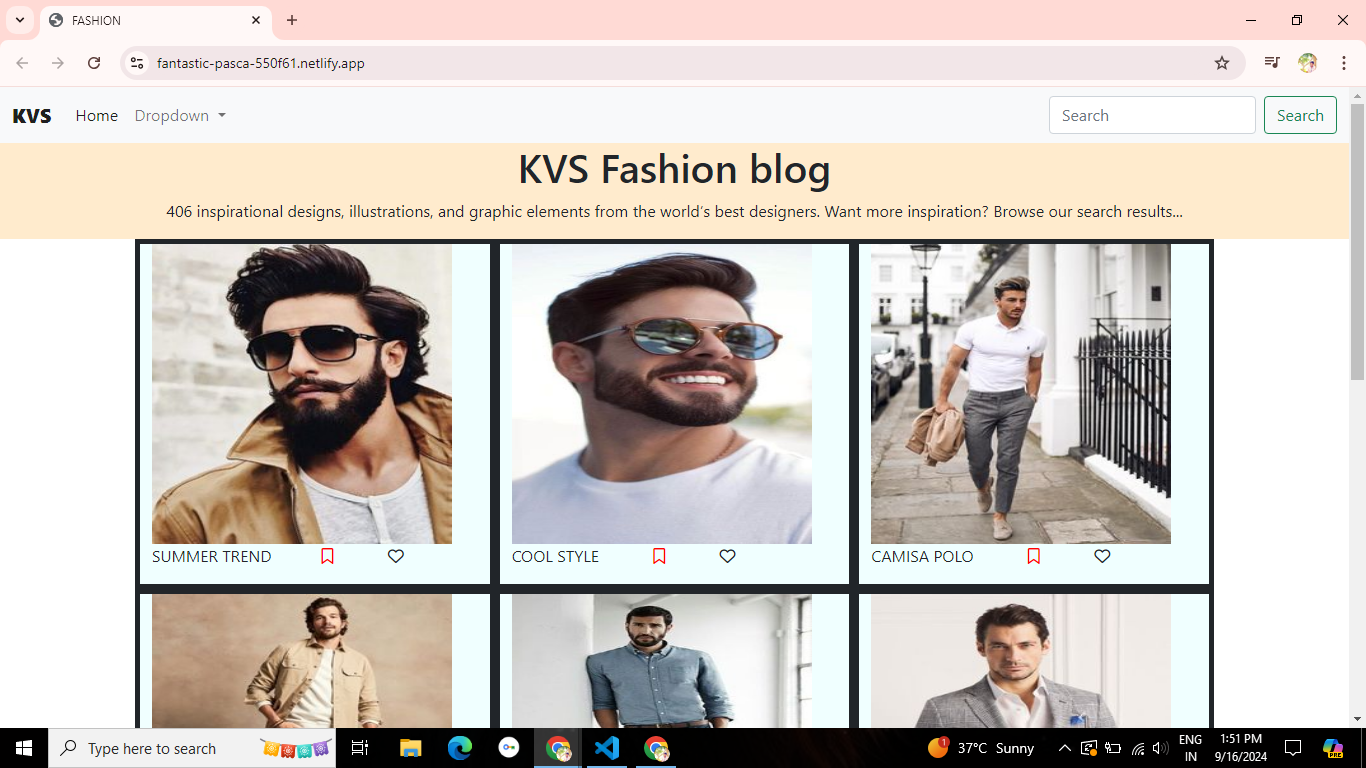 FASHION
fantastic-pasca-550f61.netlify.app
KVS Home Dropdown Search Search
KVS Fashion blog
406 inspirational designs, illustrations, and graphic elements from the world's best designers. Want more inspiration? Browse our search results...
SUMMER TREND
COOL STYLE
CAMISA POLO
Type here to search
1
37°C Sunny
ENG
IN
1:51 PM
9/16/2024
PRE